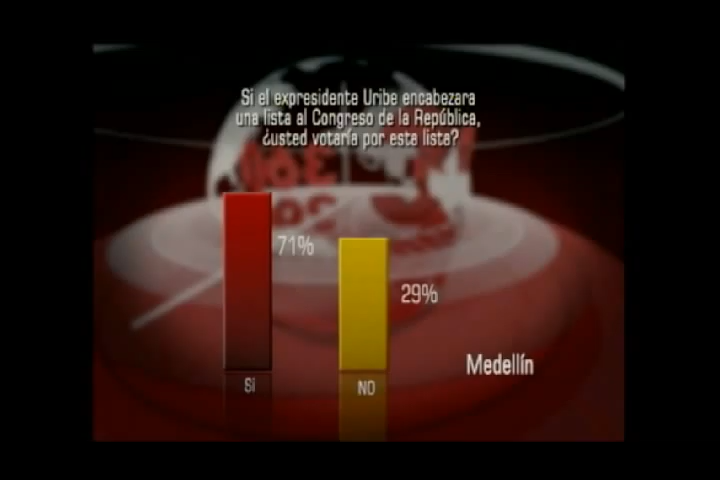 Si el expresidente Uribe encabezara
una lista al Congreso de la República,
¿usted votaría por esta lista?
71%
29%
Medellín
Si
NO